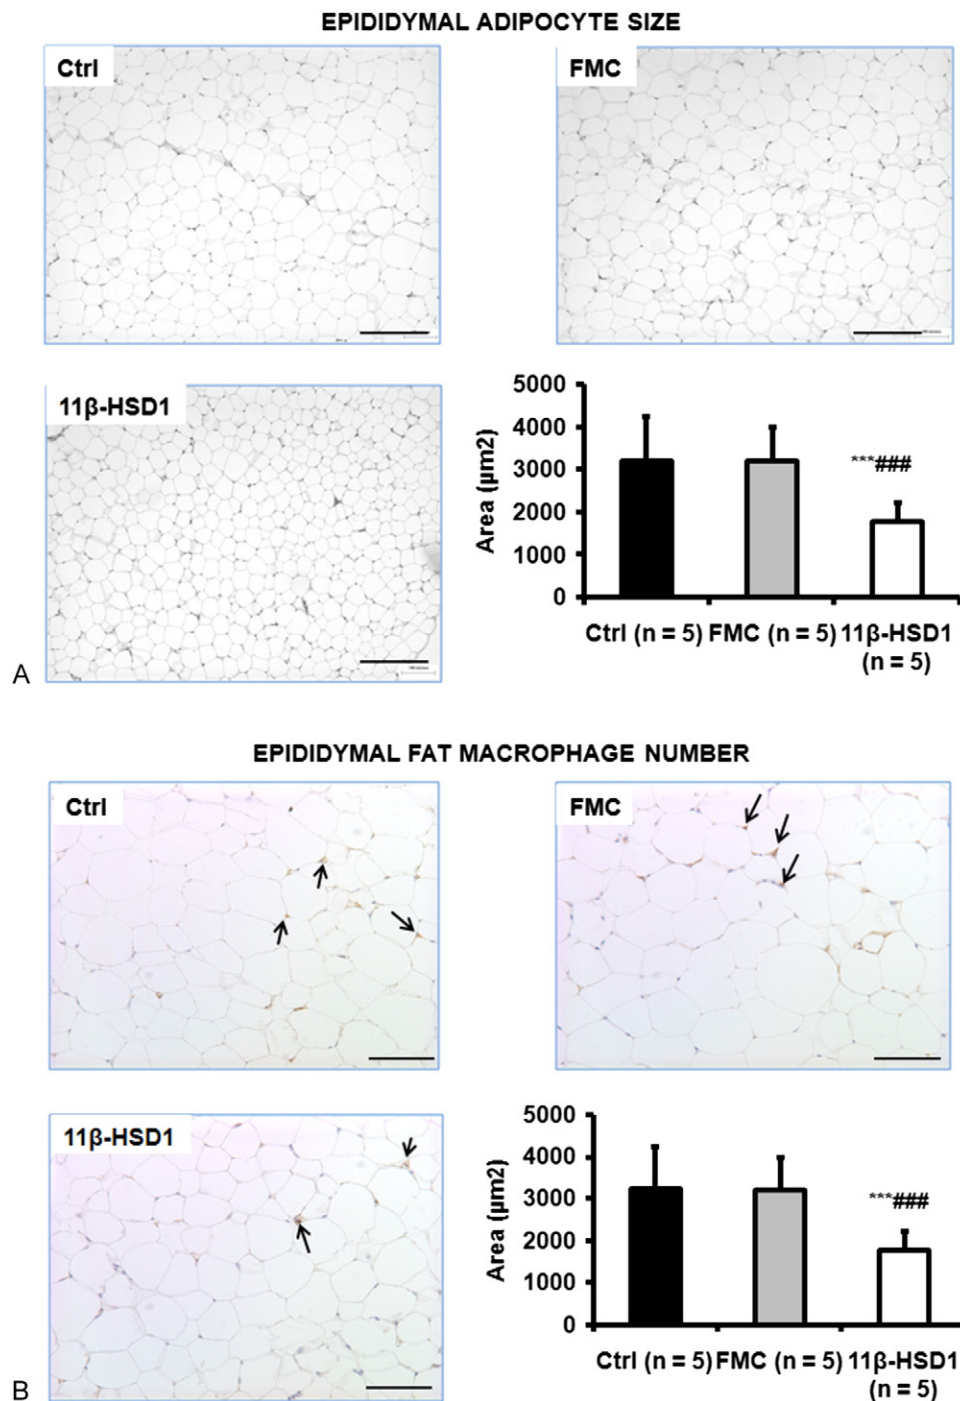 EPIDIDYMAL ADIPOCYTE SIZE
Ctrl
FMC
11β-HSD1
5000
4000
3000
2000
1000
0
Area (µm2)
***###
Ctrl (n = 5) FMC (n = 5) 11β-HSD1
(n = 5)
A
EPIDIDYMAL FAT MACROPHAGE NUMBER
Ctrl
FMC
11β-HSD1
5000
4000
3000
2000
1000
0
Area (µm2)
***###
Ctrl (n = 5) FMC (n = 5) 11β-HSD1
(n = 5)
B